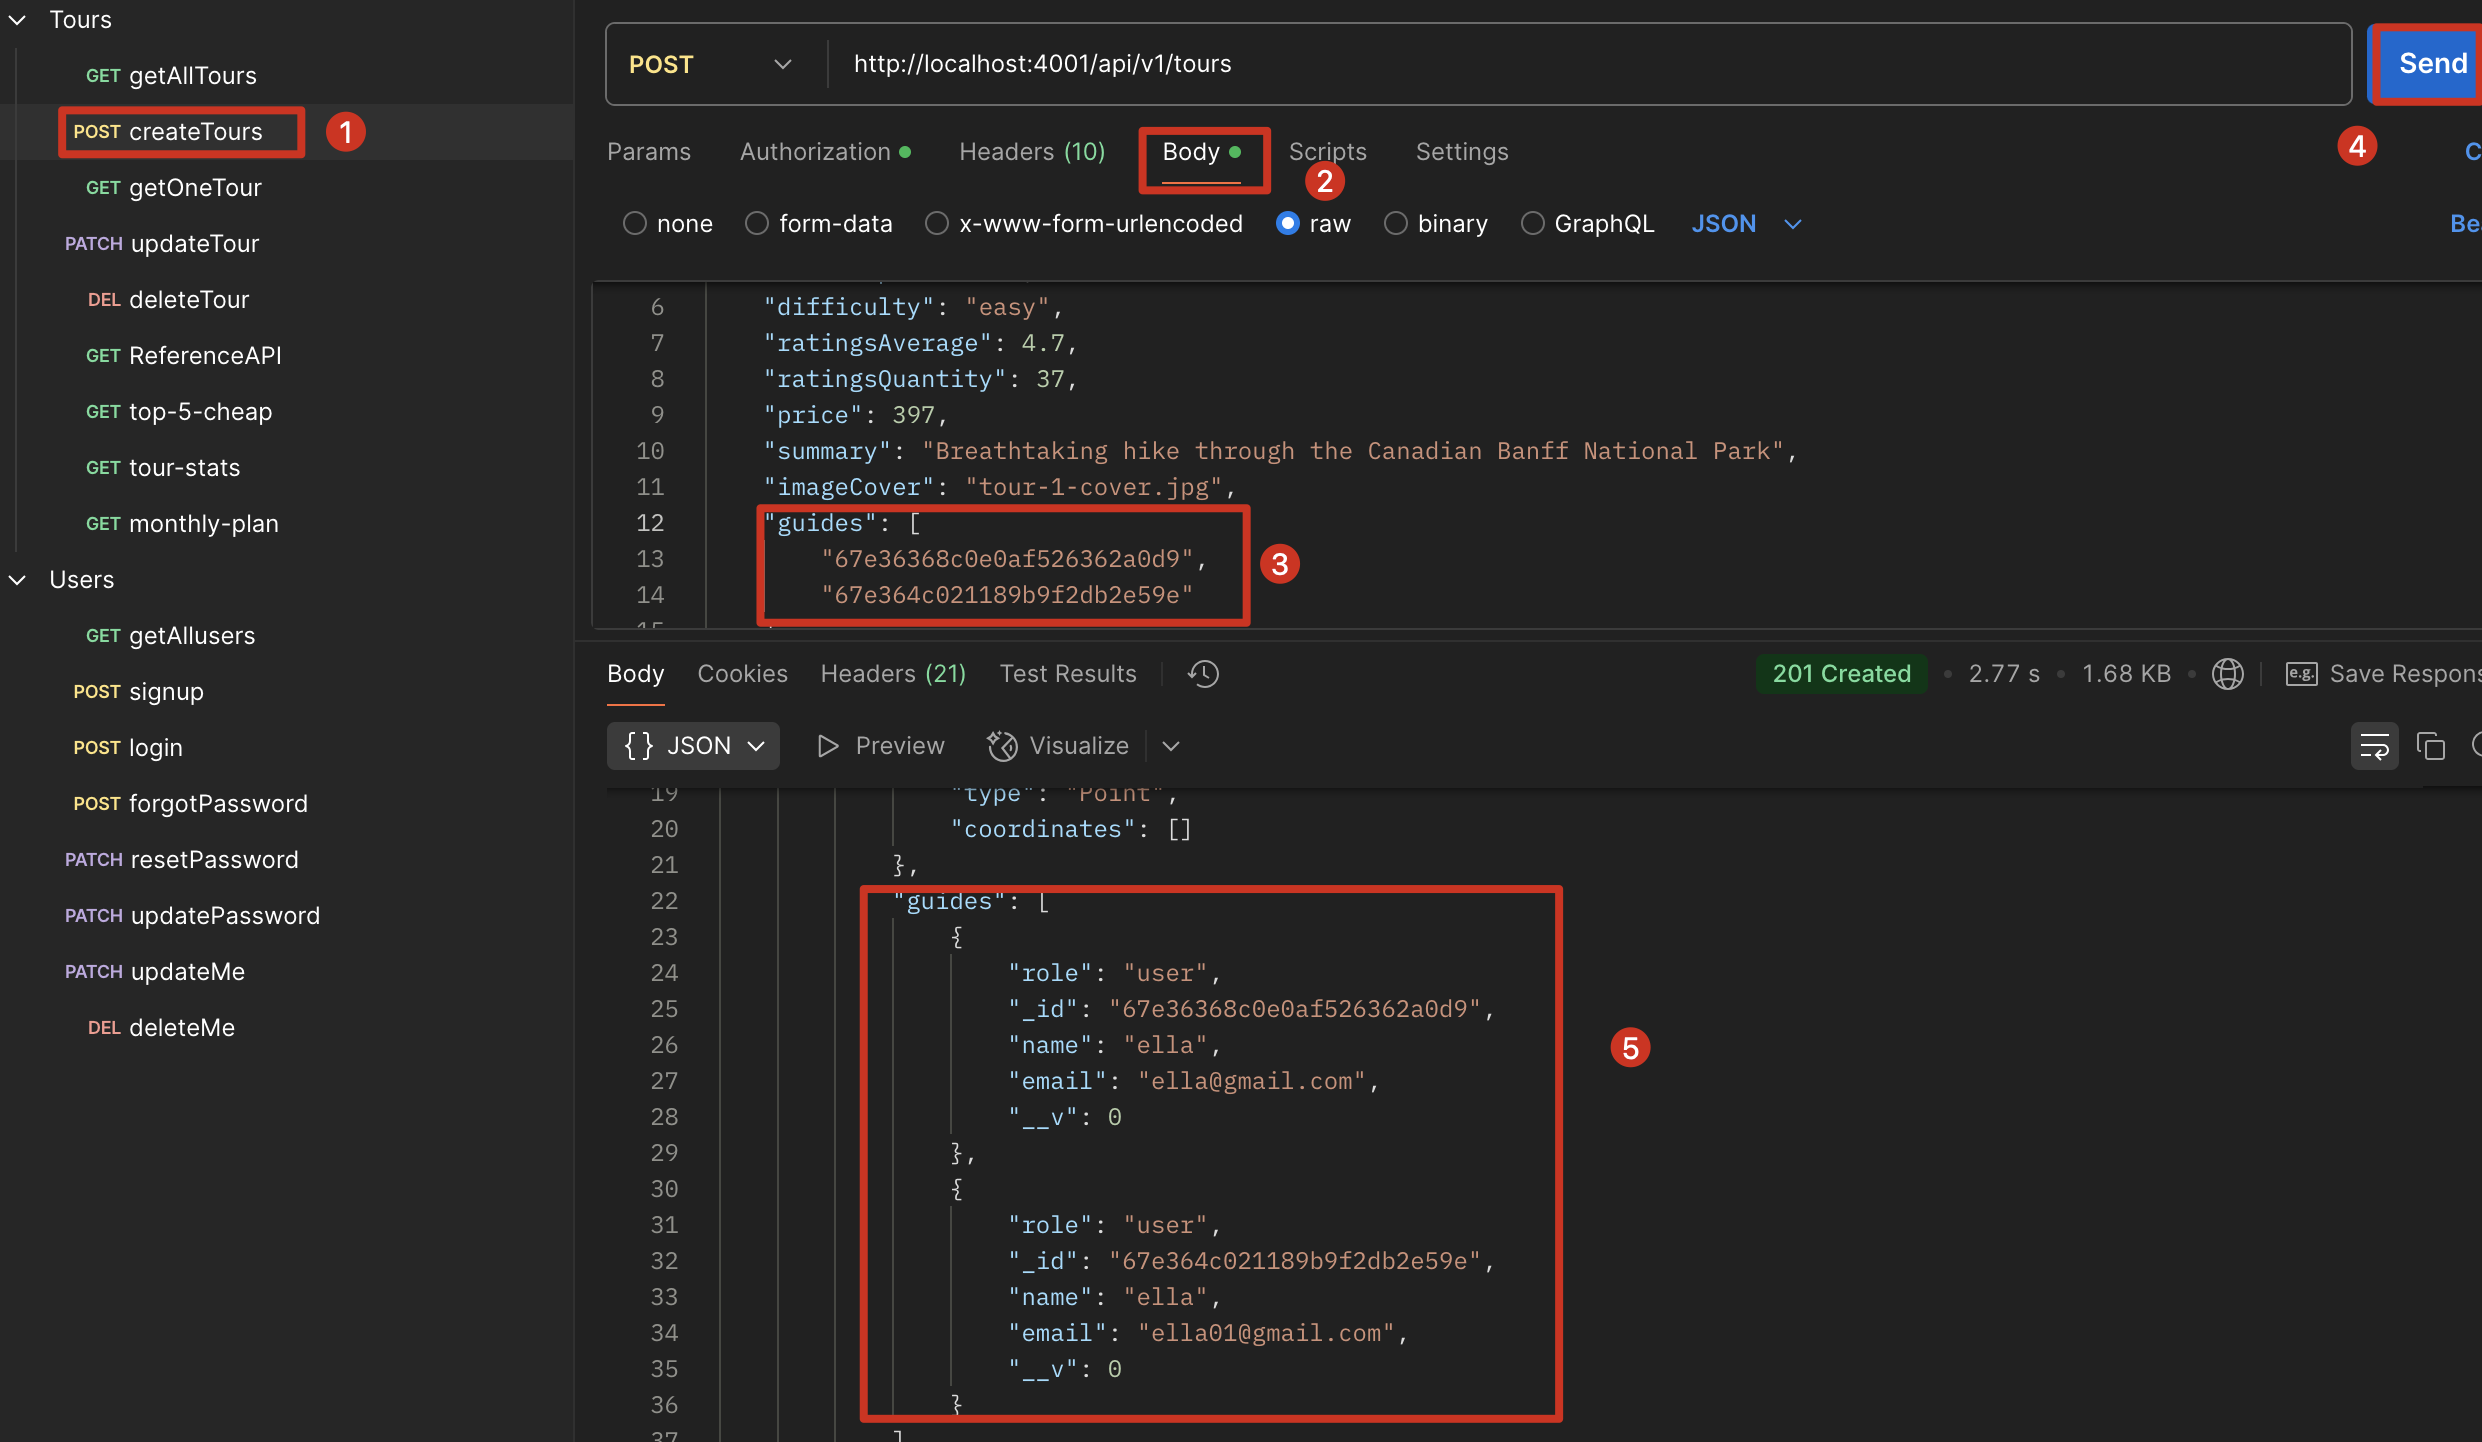 Tours
GET getAllTours
POST createTours 1
GET getOneTour
PATCH updateTour
DEL deleteTour
GET ReferenceAPI
GET top-5-cheap
GET tour-stats
GET monthly-plan
Users
GET getAllusers
POST signup
POST login
POST forgotPassword
PATCH resetPassword
PATCH updatePassword
PATCH updateMe
DEL deleteMe
POST http://localhost:4001/api/v1/tours Send
Params Authorization Headers (10) Body Scripts Settings
2
4
none form-data x-www-form-urlencoded raw binary GraphQL JSON
6 "difficulty": "easy",
7 "ratingsAverage": 4.7,
8 "ratingsQuantity": 37,
9 "price": 397,
10 "summary": "Breathtaking hike through the Canadian Banff National Park",
11 "imageCover": "tour-1-cover.jpg",
12 "guides": [
13 "67e36368c0e0af526362a0d9",
14 "67e364c021189b9f2db2e59e"
3
15
Body Cookies Headers (21) Test Results 201 Created 2.77 s 1.68 KB e.g. Save Respons
{} JSON Preview Visualize
19 "type": "Point",
20 "coordinates": []
21 },
22 "guides": [
23 {
24 "role": "user",
25 "_id": "67e36368c0e0af526362a0d9",
26 "name": "ella",
27 "email": "ella@gmail.com",
28 "__v": 0
29 },
30 {
31 "role": "user",
32 "_id": "67e364c021189b9f2db2e59e",
33 "name": "ella",
34 "email": "ella01@gmail.com",
35 "__v": 0
36 }
37 ]
5